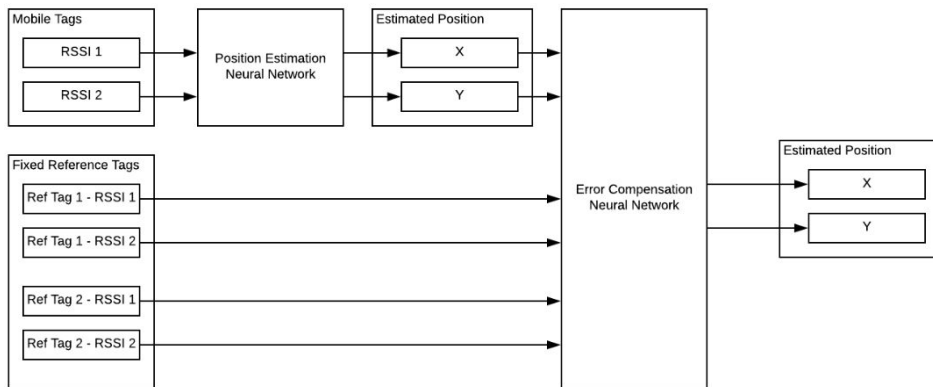 Mobile Tags
RSSI 1
RSSI 2
Position Estimation
Neural Network
Estimated Position
X
Y
Fixed Reference Tags
Ref Tag 1 - RSSI 1
Ref Tag 1 - RSSI 2
Ref Tag 2 - RSSI 1
Ref Tag 2 - RSSI 2
Error Compensation
Neural Network
Estimated Position
X
Y